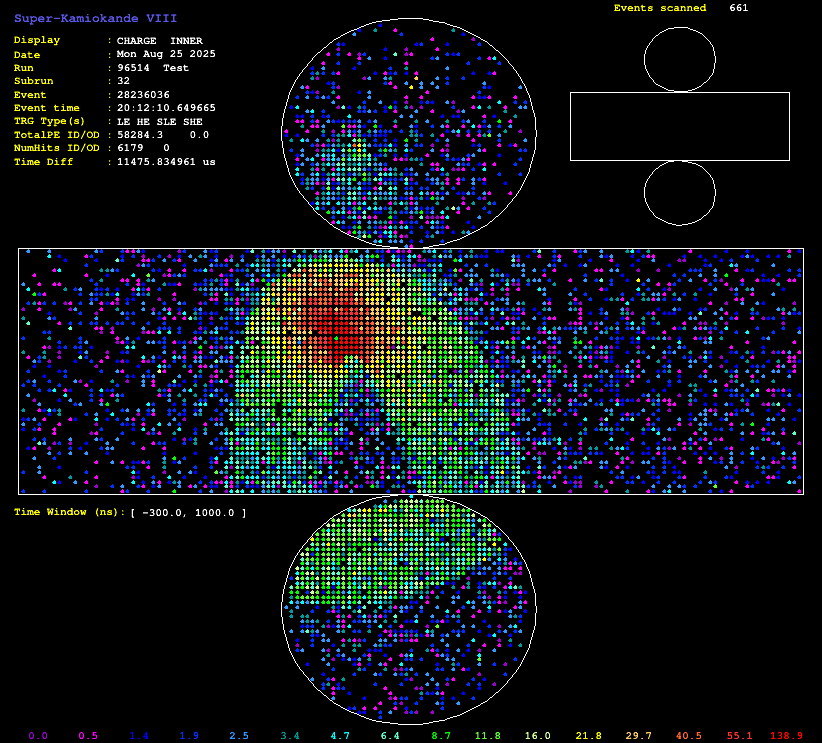 Super-Kamiokande VIII
Display : CHARGE INNER
Date : Mon Aug 25 2025
Run : 96514 Test
Subrun : 32
Event : 28236036
Event time : 20:12:10.649665
TRG Type(s) : LE HE SLE SHE
TotalPE ID/OD : 58284.3 0.0
NumHits ID/OD : 6179 0
Time Diff : 11475.834961 us
Events scanned 661
Time Window (ns): [ -300.0, 1000.0 ]
0.0 0.5 1.4 1.9 2.5 3.4 4.7 6.4 8.7 11.8 16.0 21.8 29.7 40.5 55.1 138.9